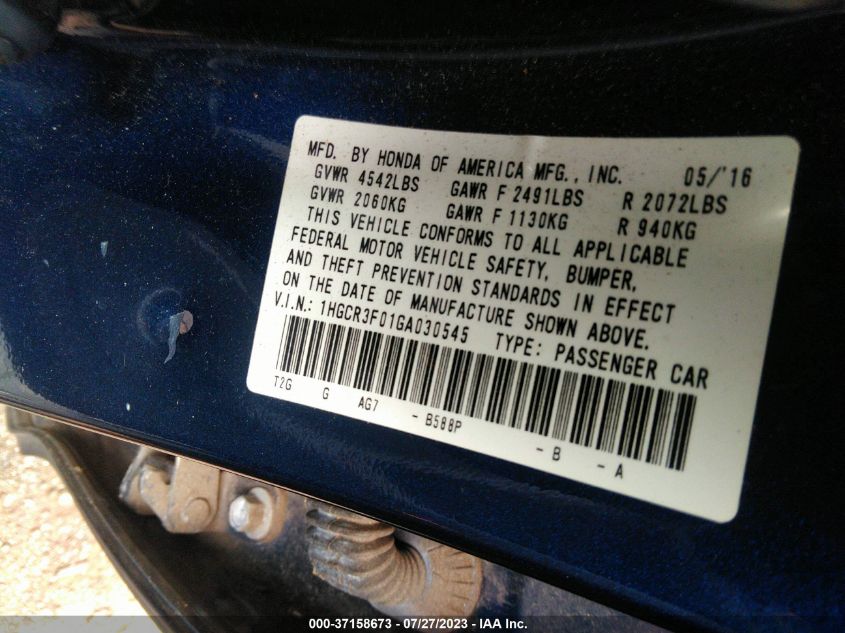 MFD. BY HONDA OF AMERICA MFG., INC. 05/'16
GVWR 4542LBS GAWR F 2491LBS R 2072LBS
GVWR 2060KG GAWR F 1130KG R 940KG
THIS VEHICLE CONFORMS TO ALL APPLICABLE
FEDERAL MOTOR VEHICLE SAFETY, BUMPER,
AND THEFT PREVENTION STANDARDS IN EFFECT
ON THE DATE OF MANUFACTURE SHOWN ABOVE.
V.I.N.: 1HGCR3F01GA030545 TYPE: PASSENGER CAR
T2G G AG7 -B588P -B -A
000-37158673 - 07/27/2023 - IAA Inc.